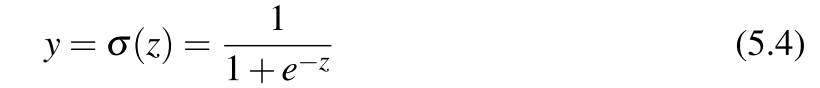 y = σ(z) = 1 / (1 + e^{−z}) (5.4)